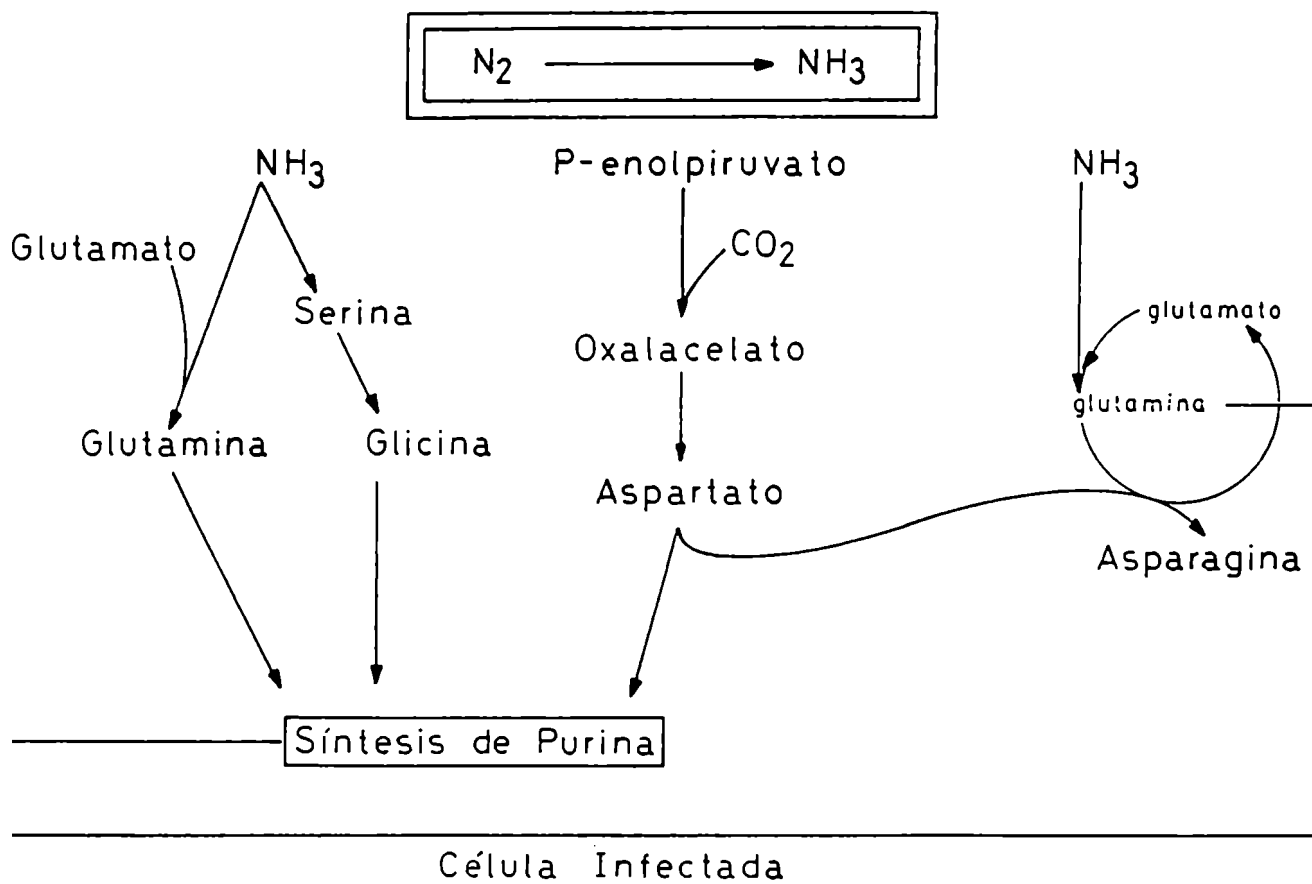 N₂ → NH₃
NH₃ P-enolpiruvato NH₃
Glutamato CO₂
Serina glutamato
Oxalacelato
glutamina
Glutamina Glicina
Aspartato
Asparagina
Síntesis de Purina
Célula Infectada